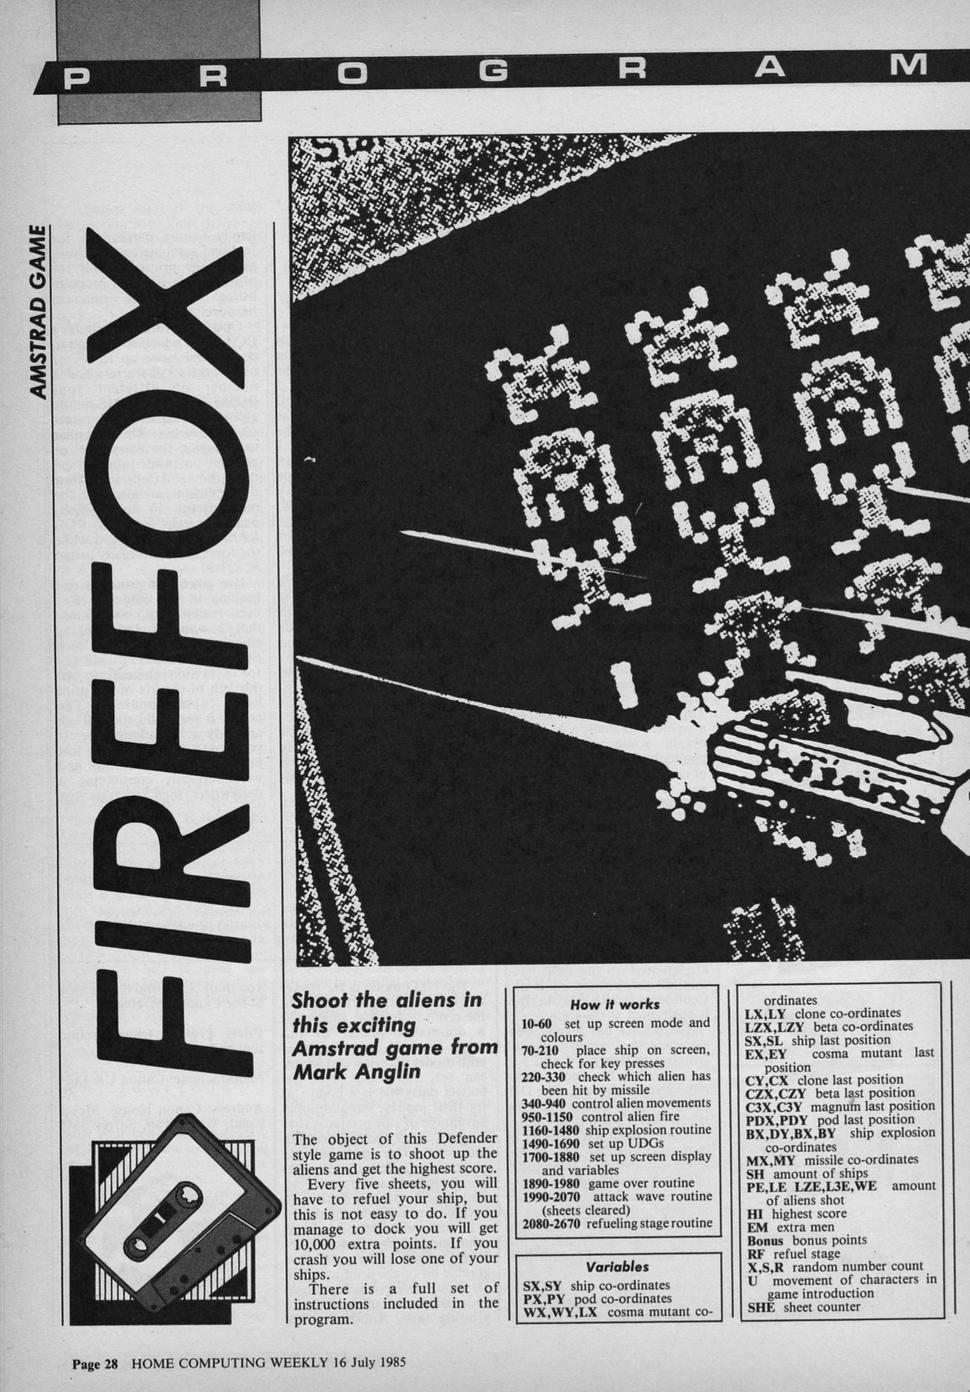 PROGRAM
AMSTRAD GAME
FIREFOX
Shoot the aliens in
this exciting
Amstrad game from
Mark Anglin
The object of this Defender
style game is to shoot up the
aliens and get the highest score.
Every five sheets, you will
have to refuel your ship, but
this is not easy to do. If you
manage to dock you will get
10,000 extra points. If you
crash you will lose one of your
ships.
There is a full set of
instructions included in the
program.
How it works
10-60 set up screen mode and
colours
70-210 place ship on screen,
check for key presses
220-330 check which alien has
been hit by missile
340-940 control alien movements
950-1150 control alien fire
1160-1480 ship explosion routine
1490-1690 set up UDGs
1700-1880 set up screen display
and variables
1890-1980 game over routine
1990-2070 attack wave routine
(sheets cleared)
2080-2670 refueling stage routine
Variables
SX,SY ship co-ordinates
PX,PY pod co-ordinates
WX,WY,LX cosma mutant co-
ordinates
LX,LY clone co-ordinates
LZX,LZY beta co-ordinates
SX,SL ship last position
EX,EY cosma mutant last
position
CY,CX clone last position
CZX,CZY beta last position
C3X,C3Y magnum last position
PDX,PDY pod last position
BX,DY,BX,BY ship explosion
co-ordinates
MX,MY missile co-ordinates
SH amount of ships
PE,LE LZE,L3E,WE amount
of aliens shot
HI highest score
EM extra men
Bonus bonus points
RF refuel stage
X,S,R random number count
U movement of characters in
game introduction
SHE sheet counter
Page 28 HOME COMPUTING WEEKLY 16 July 1985